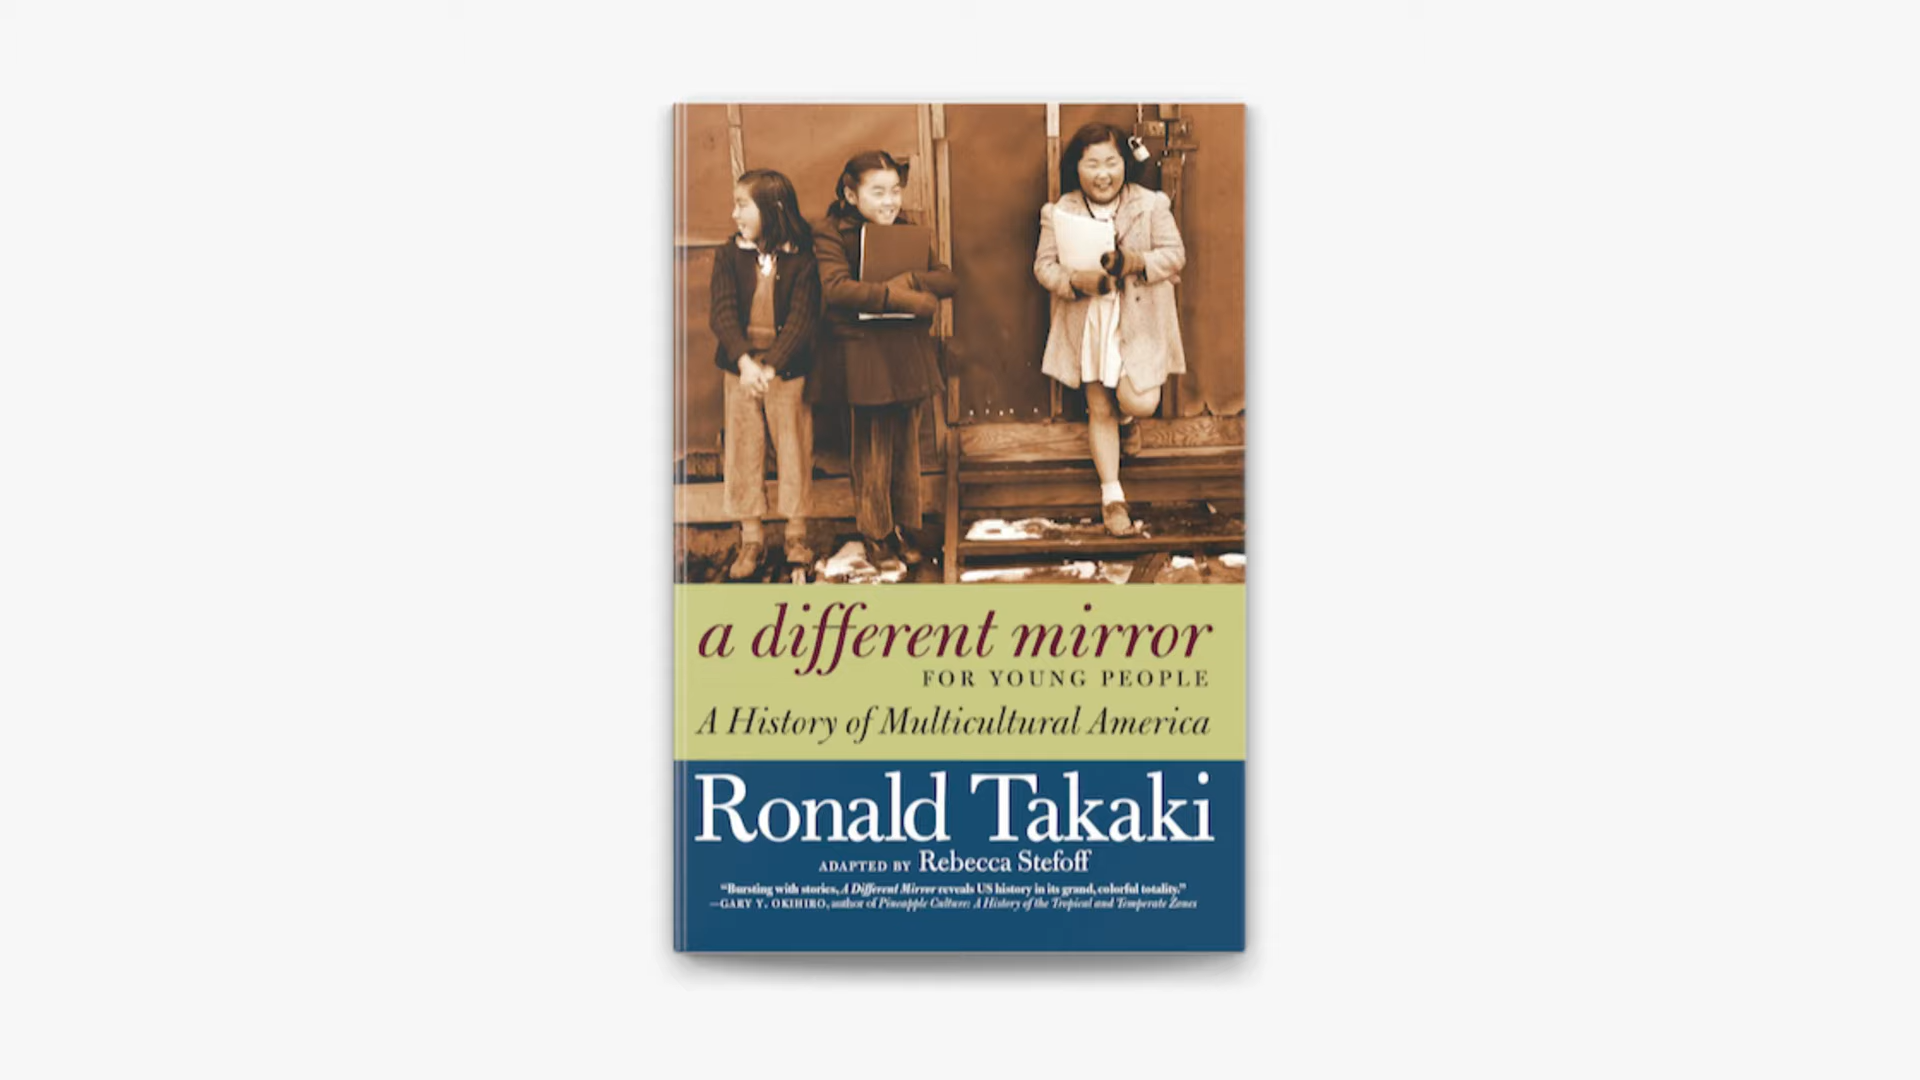 a different mirror
FOR YOUNG PEOPLE
A History of Multicultural America
Ronald Takaki
ADAPTED BY Rebecca Stefoff
“Bursting with stories, A Different Mirror reveals US history in its grand, colorful totality.”
—GARY Y. OKIHIRO, author of Pineapple Culture: A History of the Tropical and Temperate Zones